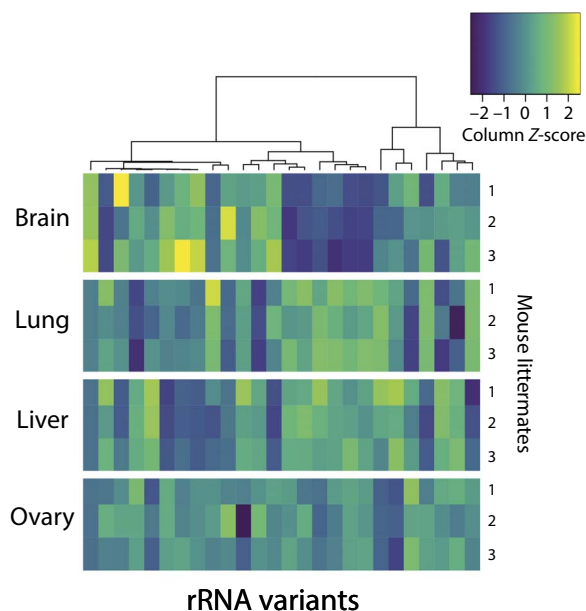 −2 −1 0 1 2
Column Z-score
Brain
1
2
3
Lung
1
2
3
Liver
1
2
3
Ovary
1
2
3
Mouse littermates
rRNA variants